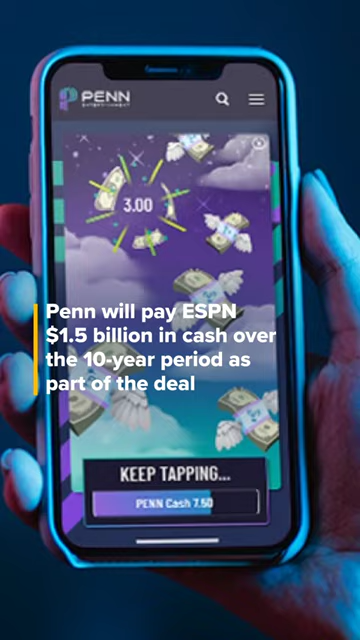 PENN
ENTERTAINMENT
3.00
Penn will pay ESPN
$1.5 billion in cash over
the 10-year period as
part of the deal
KEEP TAPPING...
PENN Cash 7.50